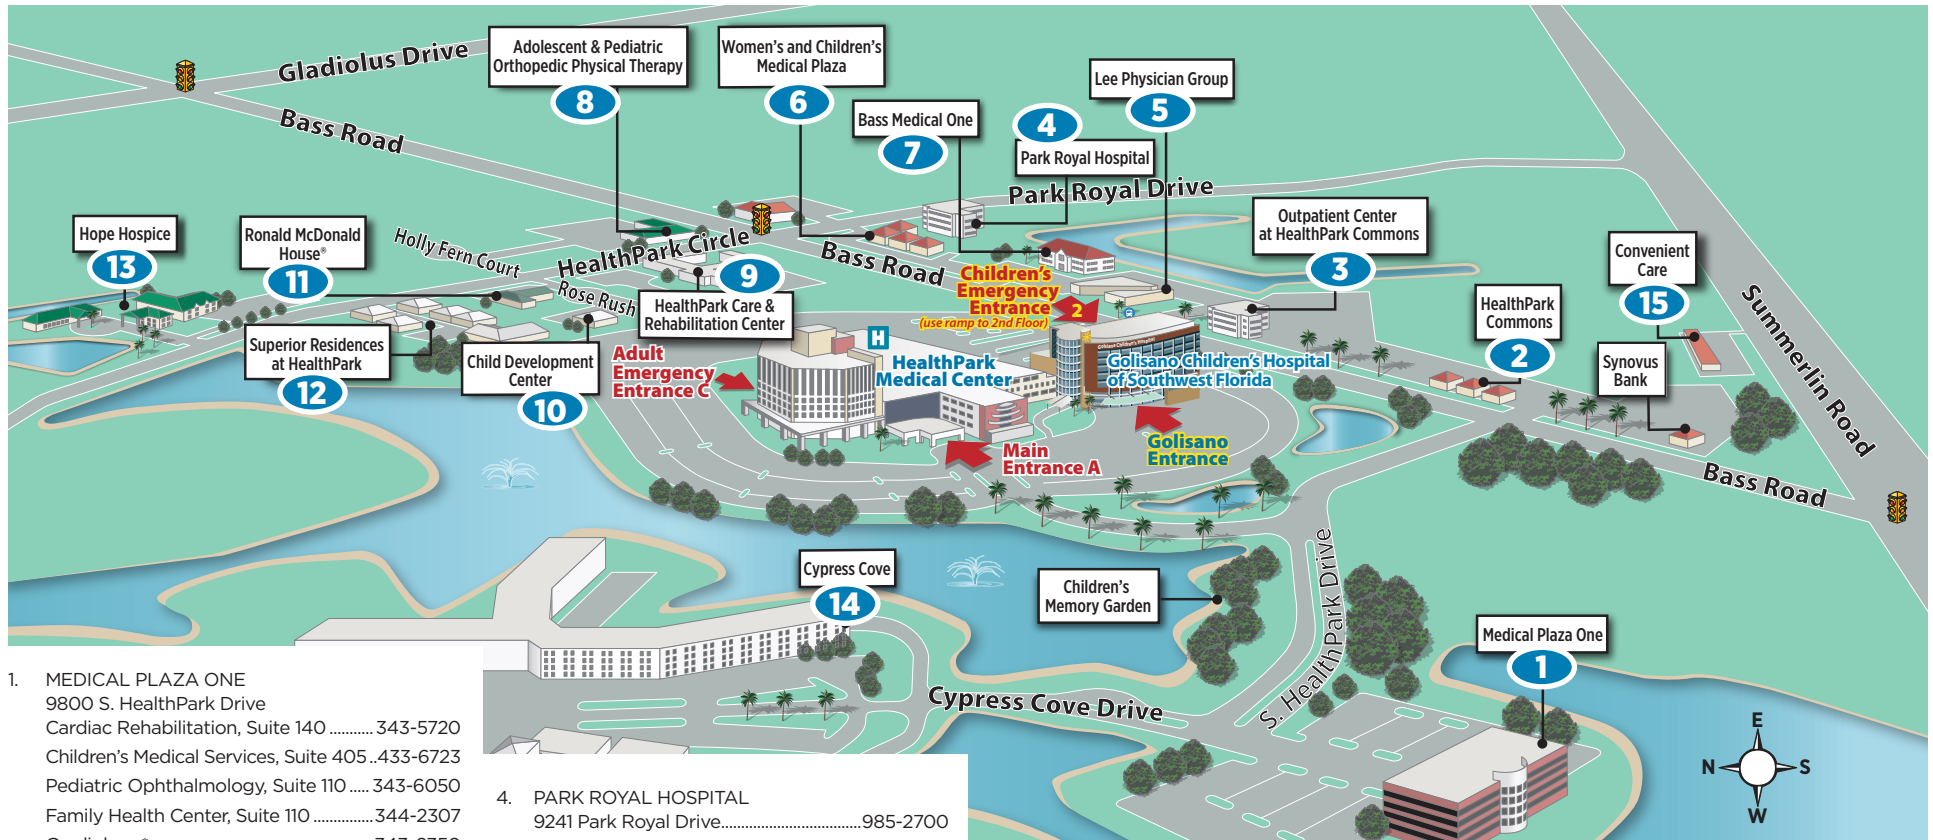 Gladiolus Drive
Bass Road
Adolescent & Pediatric
Orthopedic Physical Therapy
8
Women's and Children's
Medical Plaza
6
Bass Medical One
7
4
Park Royal Hospital
Lee Physician Group
5
Park Royal Drive
Outpatient Center
at HealthPark Commons
3
Convenient
Care
15
Summerlin Road
Hope Hospice
13
Ronald McDonald
House®
11
Holly Fern Court
HealthPark Circle
Rose Rush
Bass Road
9
HealthPark Care &
Rehabilitation Center
Children's
Emergency
Entrance
(use ramp to 2nd Floor)
2
HealthPark
Commons
2
Synovus
Bank
Superior Residences
at HealthPark
12
Child Development
Center
10
Adult
Emergency
Entrance C
H
HealthPark
Medical Center
Golisano Children's Hospital
Golisano Children's Hospital
of Southwest Florida
Golisano
Entrance
Main
Entrance A
Bass Road
Cypress Cove
14
Children's
Memory Garden
S. HealthPark Drive
Medical Plaza One
1
Cypress Cove Drive
E
N
S
W
1. MEDICAL PLAZA ONE
9800 S. HealthPark Drive
Cardiac Rehabilitation, Suite 140 ........... 343-5720
Children's Medical Services, Suite 405 ..433-6723
Pediatric Ophthalmology, Suite 110 ..... 343-6050
Family Health Center, Suite 110 ............... 344-2307
4. PARK ROYAL HOSPITAL
9241 Park Royal Drive...................................985-2700